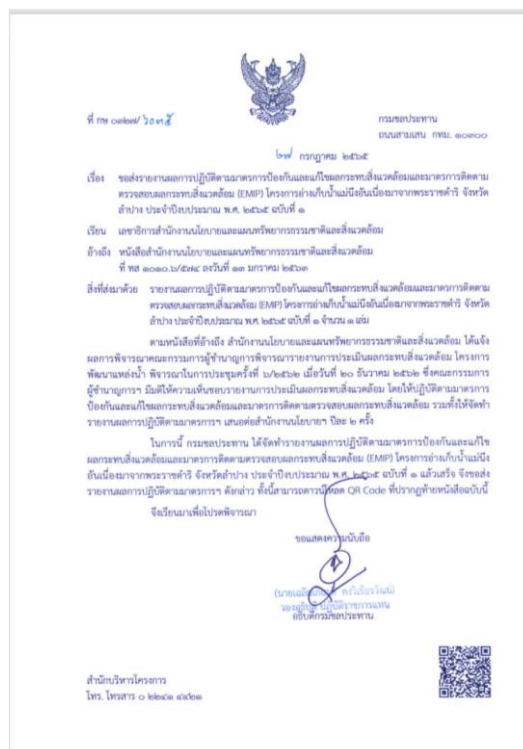 ที่ กษ ๐๓๒๗/
กรมชลประทาน
ถนนสามเสน กทม. ๑๐๓๐๐
๒๗ กรกฎาคม ๒๕๖๕
เรื่อง ขอส่งรายงานผลการปฏิบัติตามมาตรการป้องกันและแก้ไขผลกระทบสิ่งแวดล้อมและมาตรการติดตาม
ตรวจสอบผลกระทบสิ่งแวดล้อม (EMIP) โครงการอ่างเก็บน้ำแม่นึงอันเนื่องมาจากพระราชดำริ จังหวัด
ลำปาง ประจำปีงบประมาณ พ.ศ. ๒๕๖๕ ฉบับที่ ๑
เรียน เลขาธิการสำนักงานนโยบายและแผนทรัพยากรธรรมชาติและสิ่งแวดล้อม
อ้างถึง หนังสือสำนักงานนโยบายและแผนทรัพยากรธรรมชาติและสิ่งแวดล้อม
ที่ ทส ๑๐๑๐.๖/๕๗๔ ลงวันที่ ๑๓ มกราคม ๒๕๖๓
สิ่งที่ส่งมาด้วย รายงานผลการปฏิบัติตามมาตรการป้องกันและแก้ไขผลกระทบสิ่งแวดล้อมและมาตรการติดตาม
ตรวจสอบผลกระทบสิ่งแวดล้อม (EMIP) โครงการอ่างเก็บน้ำแม่นึงอันเนื่องมาจากพระราชดำริ จังหวัด
ลำปาง ประจำปีงบประมาณ พ.ศ. ๒๕๖๕ ฉบับที่ ๑ จำนวน ๑ เล่ม
ตามหนังสือที่อ้างถึง สำนักงานนโยบายและแผนทรัพยากรธรรมชาติและสิ่งแวดล้อม ได้แจ้ง
ผลการพิจารณาคณะกรรมการผู้ชำนาญการพิจารณารายงานการประเมินผลกระทบสิ่งแวดล้อม โครงการ
พัฒนาแหล่งน้ำ พิจารณาในการประชุมครั้งที่ ๖/๒๕๖๒ เมื่อวันที่ ๒๐ ธันวาคม ๒๕๖๒ ซึ่งคณะกรรมการ
ผู้ชำนาญการฯ มีมติให้ความเห็นชอบรายงานการประเมินผลกระทบสิ่งแวดล้อม โดยให้ปฏิบัติตามมาตรการ
ป้องกันและแก้ไขผลกระทบสิ่งแวดล้อมและมาตรการติดตามตรวจสอบผลกระทบสิ่งแวดล้อม รวมทั้งให้จัดทำ
รายงานผลการปฏิบัติตามมาตรการฯ เสนอต่อสำนักงานนโยบายฯ ปีละ ๒ ครั้ง
ในการนี้ กรมชลประทาน ได้จัดทำรายงานผลการปฏิบัติตามมาตรการป้องกันและแก้ไข
ผลกระทบสิ่งแวดล้อมและมาตรการติดตามตรวจสอบผลกระทบสิ่งแวดล้อม (EMIP) โครงการอ่างเก็บน้ำแม่นึง
อันเนื่องมาจากพระราชดำริ จังหวัดลำปาง ประจำปีงบประมาณ พ.ศ. ๒๕๖๕ ฉบับที่ ๑ แล้วเสร็จ จึงขอส่ง
รายงานผลการปฏิบัติตามมาตรการฯ ดังกล่าว ทั้งนี้สามารถดาวน์โหลด QR Code ที่ปรากฏท้ายหนังสือฉบับนี้
จึงเรียนมาเพื่อโปรดพิจารณา
ขอแสดงความนับถือ
รองอธิบดี ปฏิบัติราชการแทน
อธิบดีกรมชลประทาน
สำนักบริหารโครงการ
โทร. โทรสาร ๐ ๒๒๔๑